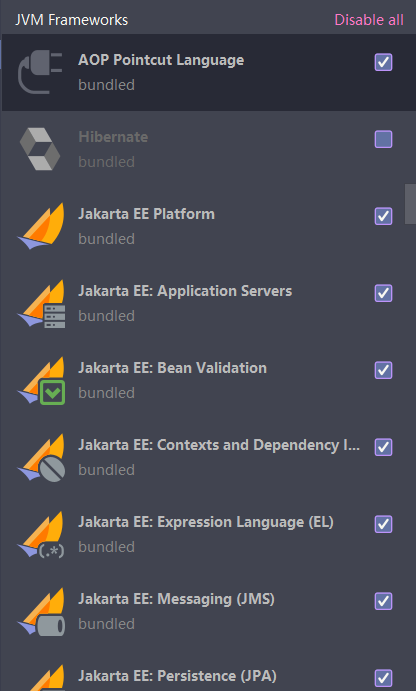 JVM Frameworks Disable all
AOP Pointcut Language
bundled
Hibernate
bundled
Jakarta EE Platform
bundled
Jakarta EE: Application Servers
bundled
Jakarta EE: Bean Validation
bundled
Jakarta EE: Contexts and Dependency I...
bundled
Jakarta EE: Expression Language (EL)
(.*)
bundled
Jakarta EE: Messaging (JMS)
bundled
Jakarta EE: Persistence (JPA)